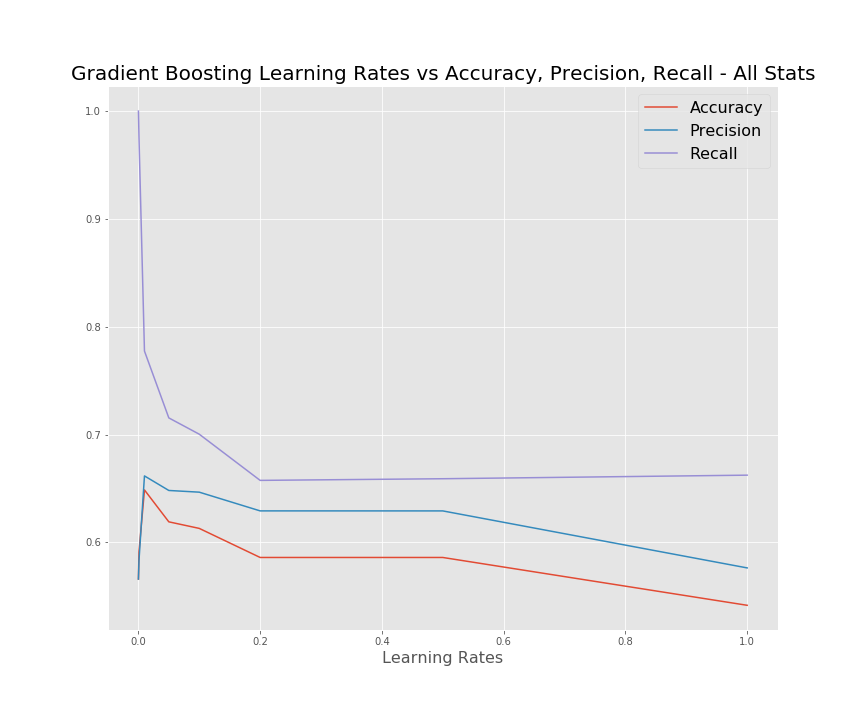 Gradient Boosting Learning Rates vs Accuracy, Precision, Recall - All Stats
Accuracy
Precision
Recall
1.0
0.9
0.8
0.7
0.6
0.0 0.2 0.4 0.6 0.8 1.0
Learning Rates